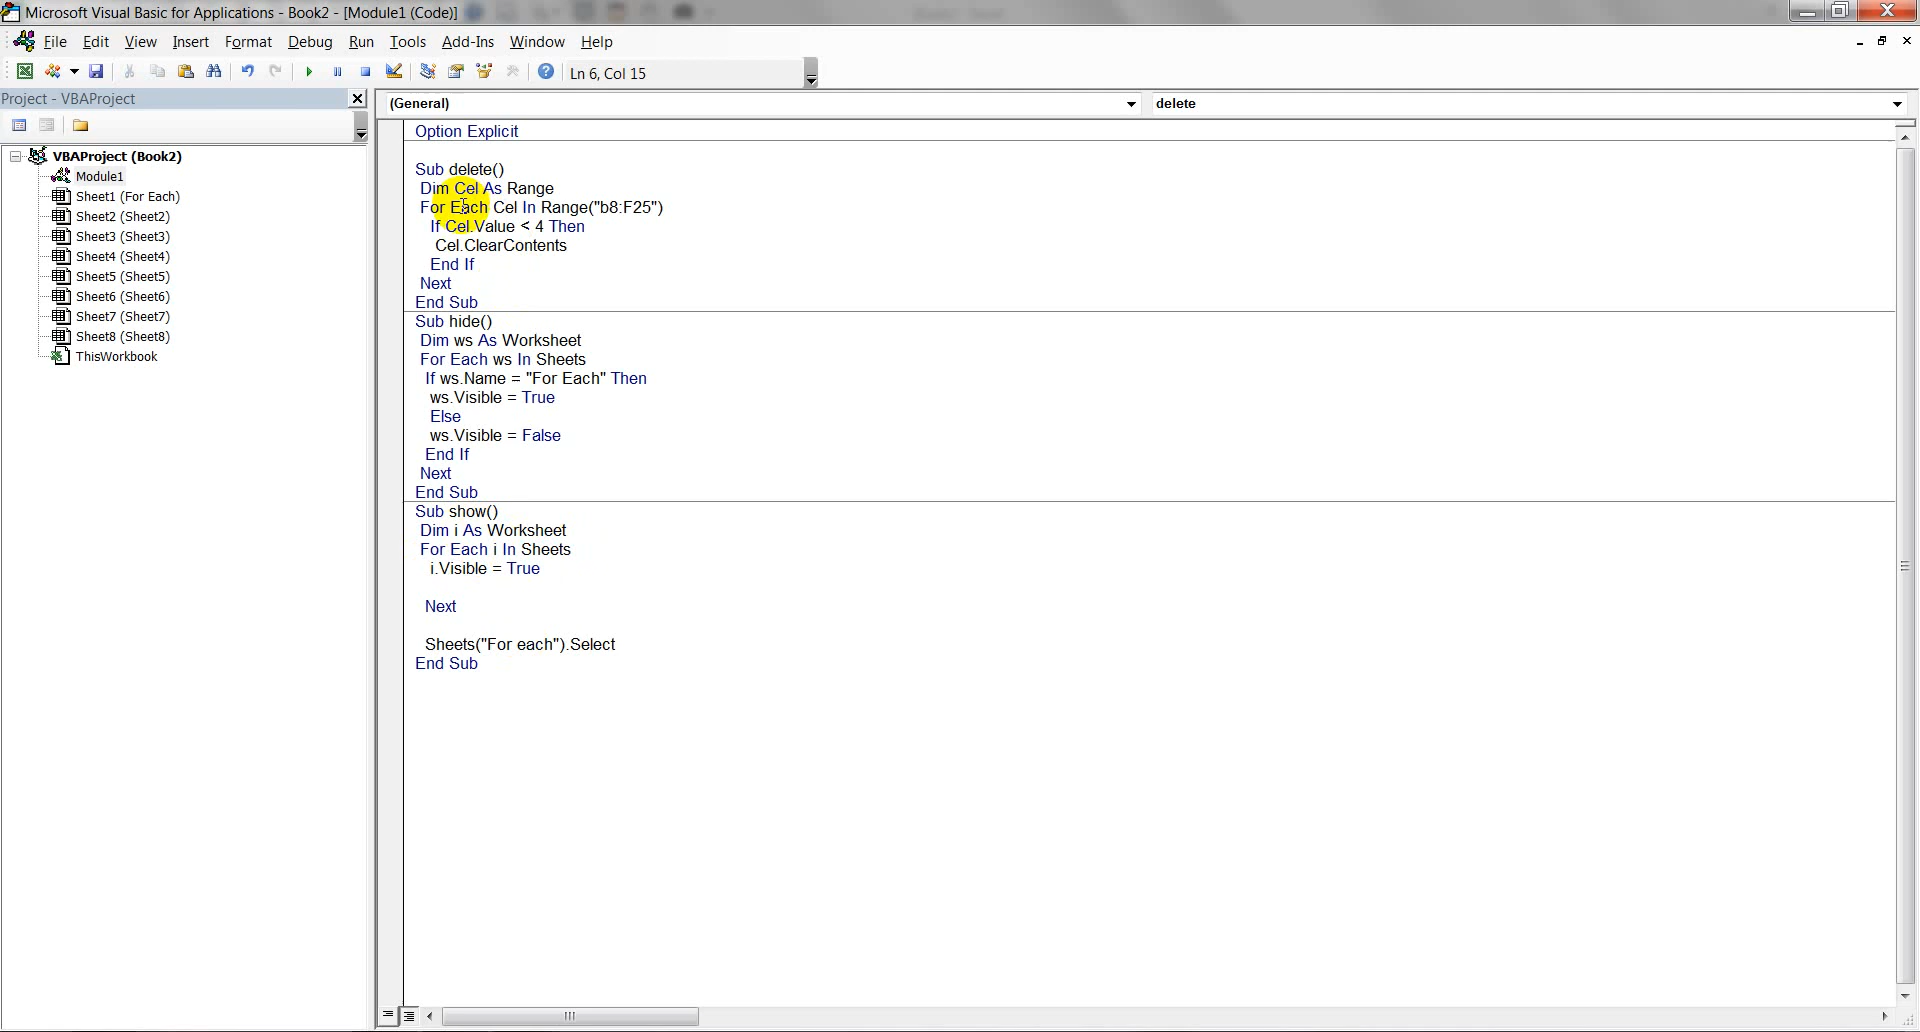 Microsoft Visual Basic for Applications - Book2 - [Module1 (Code)]
File Edit View Insert Format Debug Run Tools Add-Ins Window Help
Ln 6, Col 15
Project - VBAProject
(General) delete
VBAProject (Book2)
Module1
Sheet1 (For Each)
Sheet2 (Sheet2)
Sheet3 (Sheet3)
Sheet4 (Sheet4)
Sheet5 (Sheet5)
Sheet6 (Sheet6)
Sheet7 (Sheet7)
Sheet8 (Sheet8)
ThisWorkbook
Option Explicit
Sub delete()
Dim Cel As Range
For Each Cel In Range("b8:F25")
If Cel.Value < 4 Then
Cel.ClearContents
End If
Next
End Sub
Sub hide()
Dim ws As Worksheet
For Each ws In Sheets
If ws.Name = "For Each" Then
ws.Visible = True
Else
ws.Visible = False
End If
Next
End Sub
Sub show()
Dim i As Worksheet
For Each i In Sheets
i.Visible = True
Next
Sheets("For each").Select
End Sub